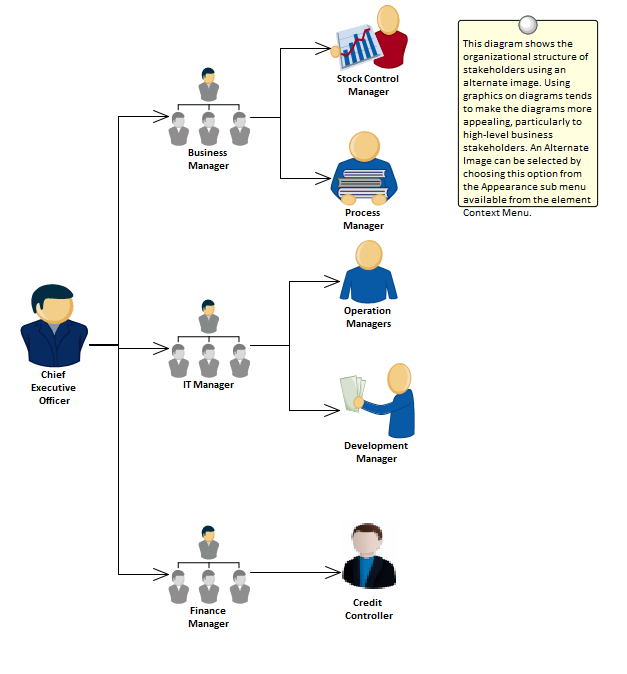 Stock Control
Manager
This diagram shows the
organizational structure of
stakeholders using an
alternate image. Using
graphics on diagrams tends
to make the diagrams more
appealing, particularly to
high-level business
stakeholders. An Alternate
Image can be selected by
choosing this option from
the Appearance sub menu
available from the element
Context Menu.
Business
Manager
Process
Manager
Operation
Managers
Chief
Executive
Officer
IT Manager
Development
Manager
Finance
Manager
Credit
Controller